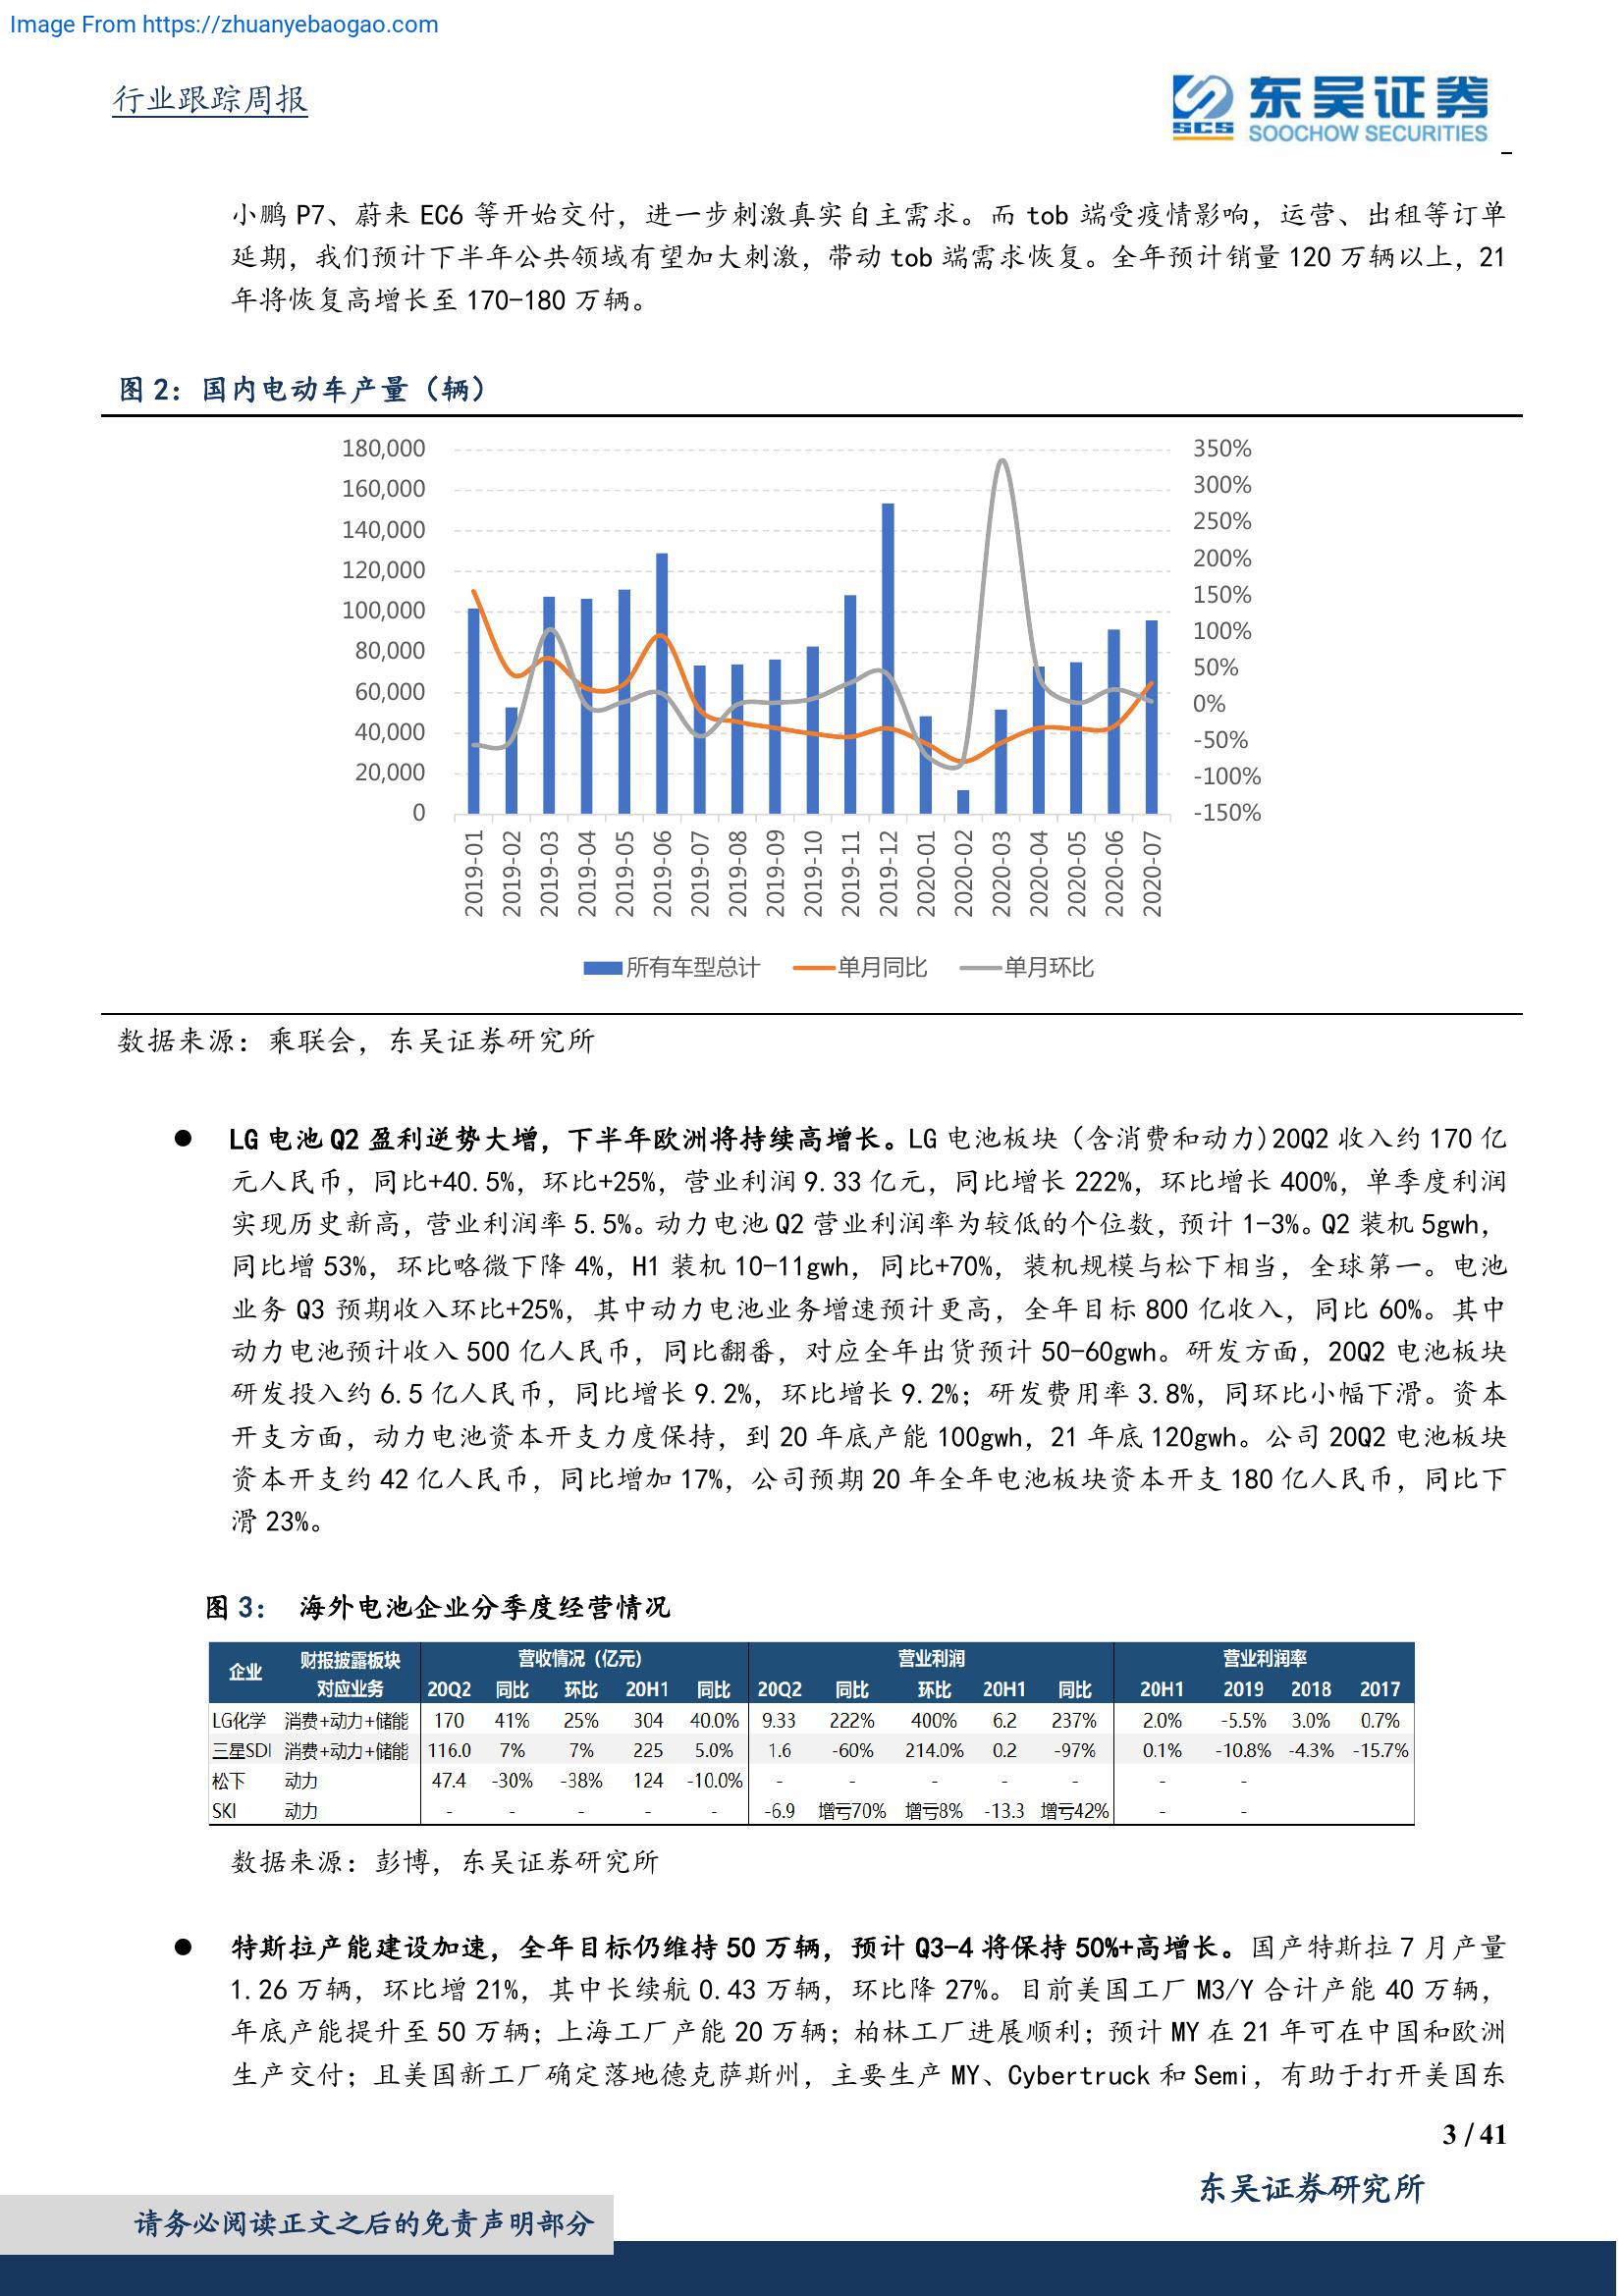 Image From https://zhuanyebaogao.com
行业跟踪周报
东吴证券
SCS
SOOCHOW SECURITIES
小鹏 P7、蔚来 EC6 等开始交付，进一步刺激真实自主需求。而 tob 端受疫情影响，运营、出租等订单
延期，我们预计下半年公共领域有望加大刺激，带动 tob 端需求恢复。全年预计销量 120 万辆以上，21
年将恢复高增长至 170-180 万辆。
图 2：国内电动车产量（辆）
180,000 350%
160,000 300%
140,000 250%
120,000 200%
100,000 150%
80,000 100%
60,000 50%
40,000 0%
20,000 -50%
0 -100%
-150%
2019-01 2019-02 2019-03 2019-04 2019-05 2019-06 2019-07 2019-08 2019-09 2019-10 2019-11 2019-12 2020-01 2020-02 2020-03 2020-04 2020-05 2020-06 2020-07
所有车型总计 单月同比 单月环比
数据来源：乘联会，东吴证券研究所
● LG 电池 Q2 盈利逆势大增，下半年欧洲将持续高增长。LG 电池板块（含消费和动力）20Q2 收入约 170 亿
元人民币，同比+40.5%，环比+25%，营业利润 9.33 亿元，同比增长 222%，环比增长 400%，单季度利润
实现历史新高，营业利润率 5.5%。动力电池 Q2 营业利润率为较低的个位数，预计 1-3%。Q2 装机 5gwh，
同比增 53%，环比略微下降 4%，H1 装机 10-11gwh，同比+70%，装机规模与松下相当，全球第一。电池
业务 Q3 预期收入环比+25%，其中动力电池业务增速预计更高，全年目标 800 亿收入，同比 60%。其中
动力电池预计收入 500 亿人民币，同比翻番，对应全年出货预计 50-60gwh。研发方面，20Q2 电池板块
研发投入约 6.5 亿人民币，同比增长 9.2%，环比增长 9.2%；研发费用率 3.8%，同环比小幅下滑。资本
开支方面，动力电池资本开支力度保持，到 20 年底产能 100gwh，21 年底 120gwh。公司 20Q2 电池板块
资本开支约 42 亿人民币，同比增加 17%，公司预期 20 年全年电池板块资本开支 180 亿人民币，同比下
滑 23%。
图 3： 海外电池企业分季度经营情况
企业 财报披露板块 营收情况（亿元） 营业利润 营业利润率
对应业务 20Q2 同比 环比 20H1 同比 20Q2 同比 环比 20H1 同比 20H1 2019 2018 2017
LG化学 消费+动力+储能 170 41% 25% 304 40.0% 9.33 222% 400% 6.2 237% 2.0% -5.5% 3.0% 0.7%
三星SDI 消费+动力+储能 116.0 7% 7% 225 5.0% 1.6 -60% 214.0% 0.2 -97% 0.1% -10.8% -4.3% -15.7%
松下 动力 47.4 -30% -38% 124 -10.0% - - - - - - -
SKI 动力 - - - - - -6.9 增亏70% 增亏8% -13.3 增亏42% - -
数据来源：彭博，东吴证券研究所
● 特斯拉产能建设加速，全年目标仍维持 50 万辆，预计 Q3-4 将保持 50%+高增长。国产特斯拉 7 月产量
1.26 万辆，环比增 21%，其中长续航 0.43 万辆，环比降 27%。目前美国工厂 M3/Y 合计产能 40 万辆，
年底产能提升至 50 万辆；上海工厂产能 20 万辆；柏林工厂进展顺利；预计 MY 在 21 年可在中国和欧洲
生产交付；且美国新工厂确定落地德克萨斯州，主要生产 MY、Cybertruck 和 Semi，有助于打开美国东
3 / 41
东吴证券研究所
请务必阅读正文之后的免责声明部分